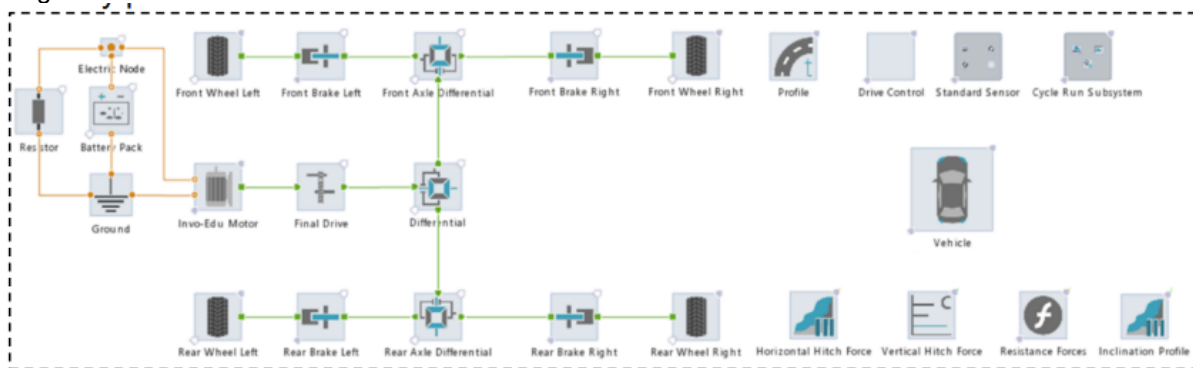 Electric Node
Front Wheel Left
Front Brake Left
Front Axle Differential
Front Brake Right
Front Wheel Right
Profile
Drive Control
Standard Sensor
Cycle Run Subsystem
Resistor
Battery Pack
Ground
Invo-Edu Motor
Final Drive
Differential
Vehicle
Rear Wheel Left
Rear Brake Left
Rear Axle Differential
Rear Brake Right
Rear Wheel Right
Horizontal Hitch Force
Vertical Hitch Force
Resistance Forces
Inclination Profile